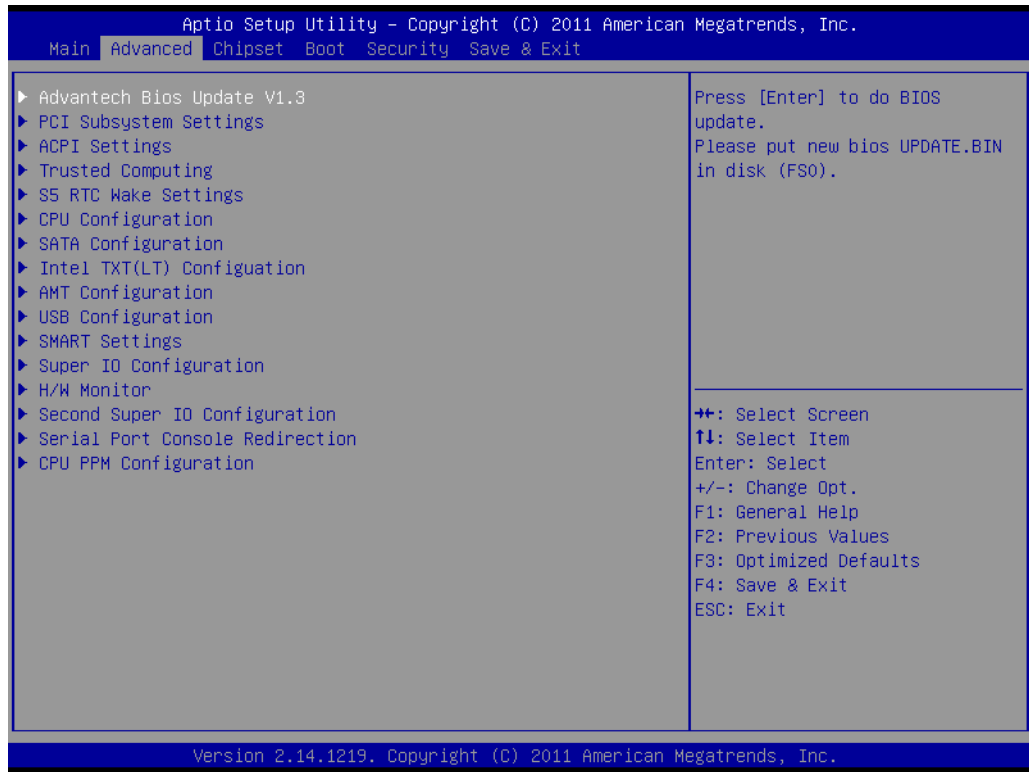 Aptio Setup Utility – Copyright (C) 2011 American Megatrends, Inc.
Main Advanced Chipset Boot Security Save & Exit
Advantech Bios Update V1.3
PCI Subsystem Settings
ACPI Settings
Trusted Computing
S5 RTC Wake Settings
CPU Configuration
SATA Configuration
Intel TXT(LT) Configuation
AMT Configuration
USB Configuration
SMART Settings
Super IO Configuration
H/W Monitor
Second Super IO Configuration
Serial Port Console Redirection
CPU PPM Configuration
Press [Enter] to do BIOS
update.
Please put new bios UPDATE.BIN
in disk (FS0).
→←: Select Screen
↑↓: Select Item
Enter: Select
+/-: Change Opt.
F1: General Help
F2: Previous Values
F3: Optimized Defaults
F4: Save & Exit
ESC: Exit
Version 2.14.1219. Copyright (C) 2011 American Megatrends, Inc.